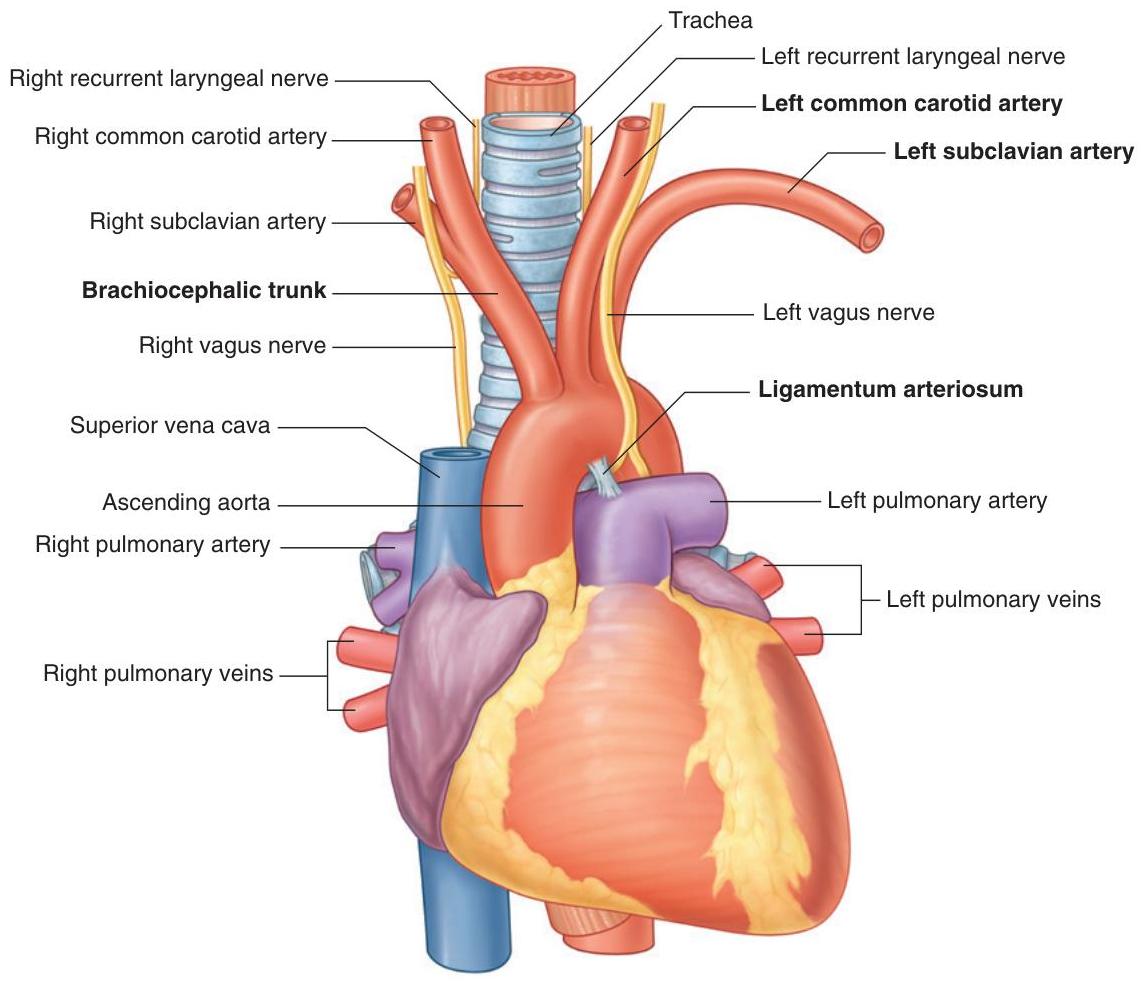 Trachea
Left recurrent laryngeal nerve
Right recurrent laryngeal nerve
Left common carotid artery
Right common carotid artery
Left subclavian artery
Right subclavian artery
Brachiocephalic trunk
Left vagus nerve
Right vagus nerve
Ligamentum arteriosum
Superior vena cava
Ascending aorta
Left pulmonary artery
Right pulmonary artery
Left pulmonary veins
Right pulmonary veins